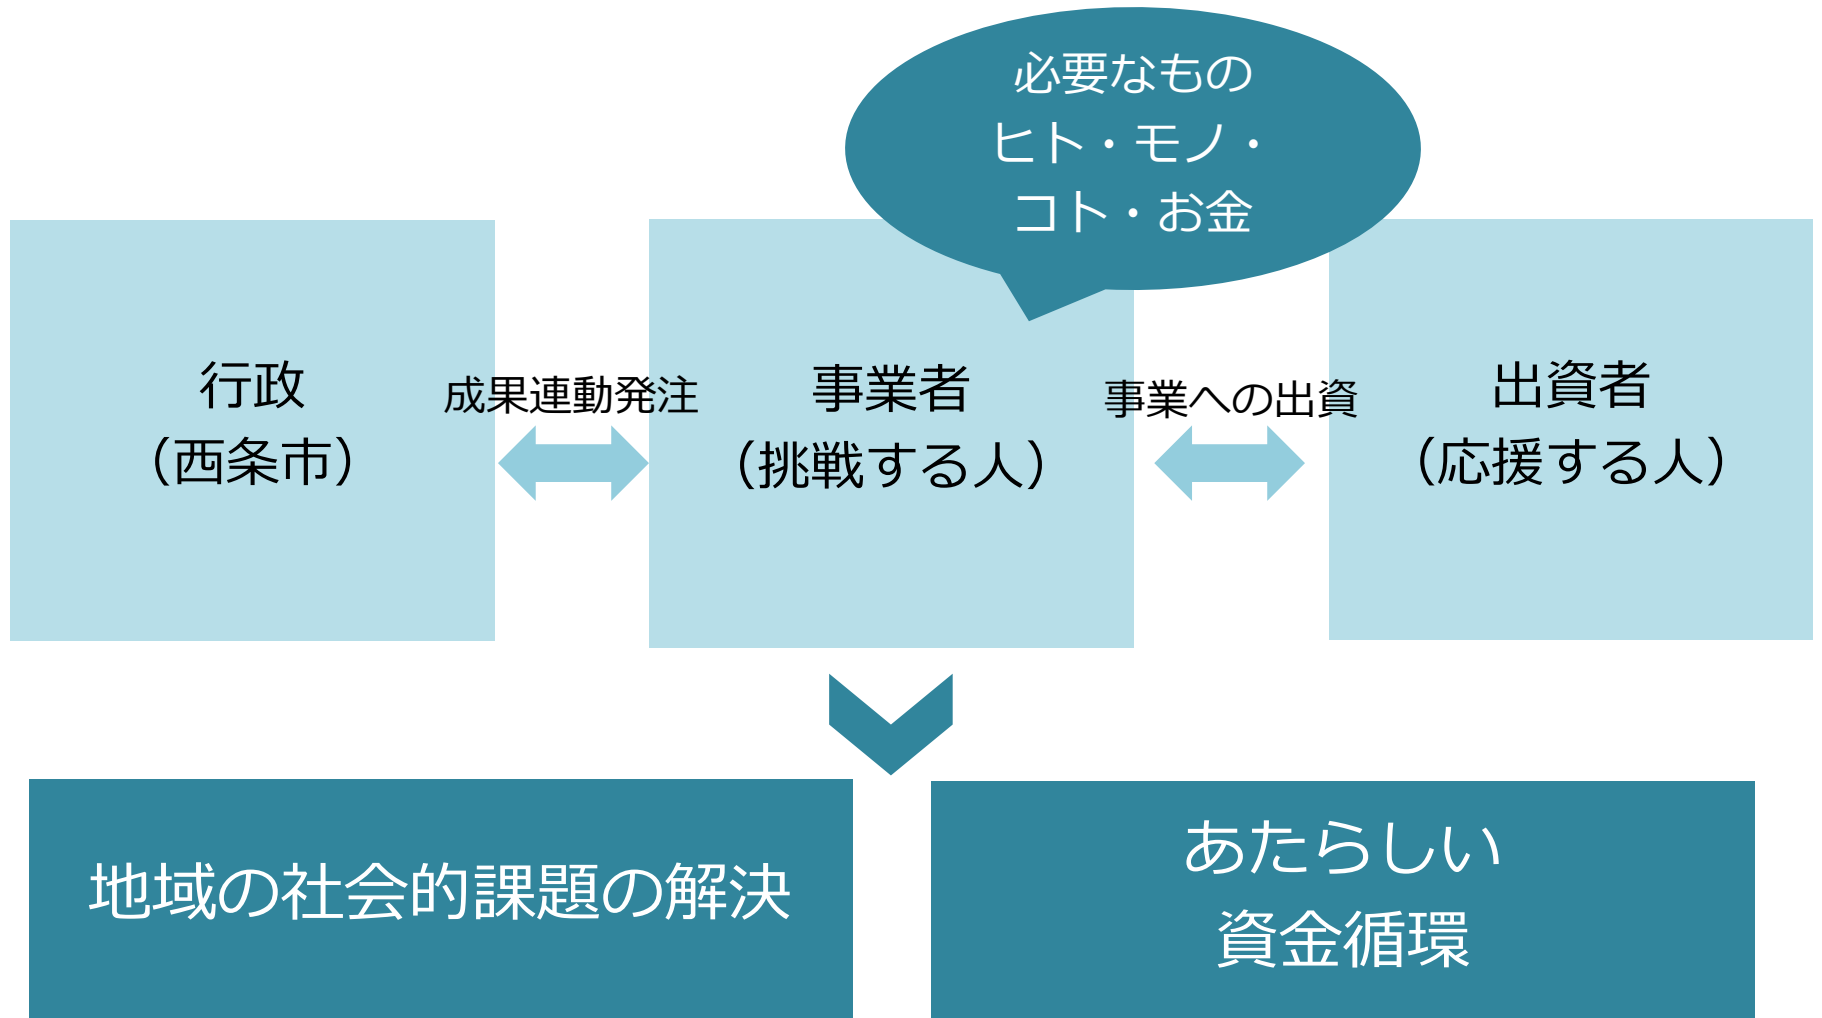 必要なもの
ヒト・モノ・
コト・お金
行政
（西条市）
成果連動発注
事業者
（挑戦する人）
事業への出資
出資者
（応援する人）
地域の社会的課題の解決
あたらしい
資金循環